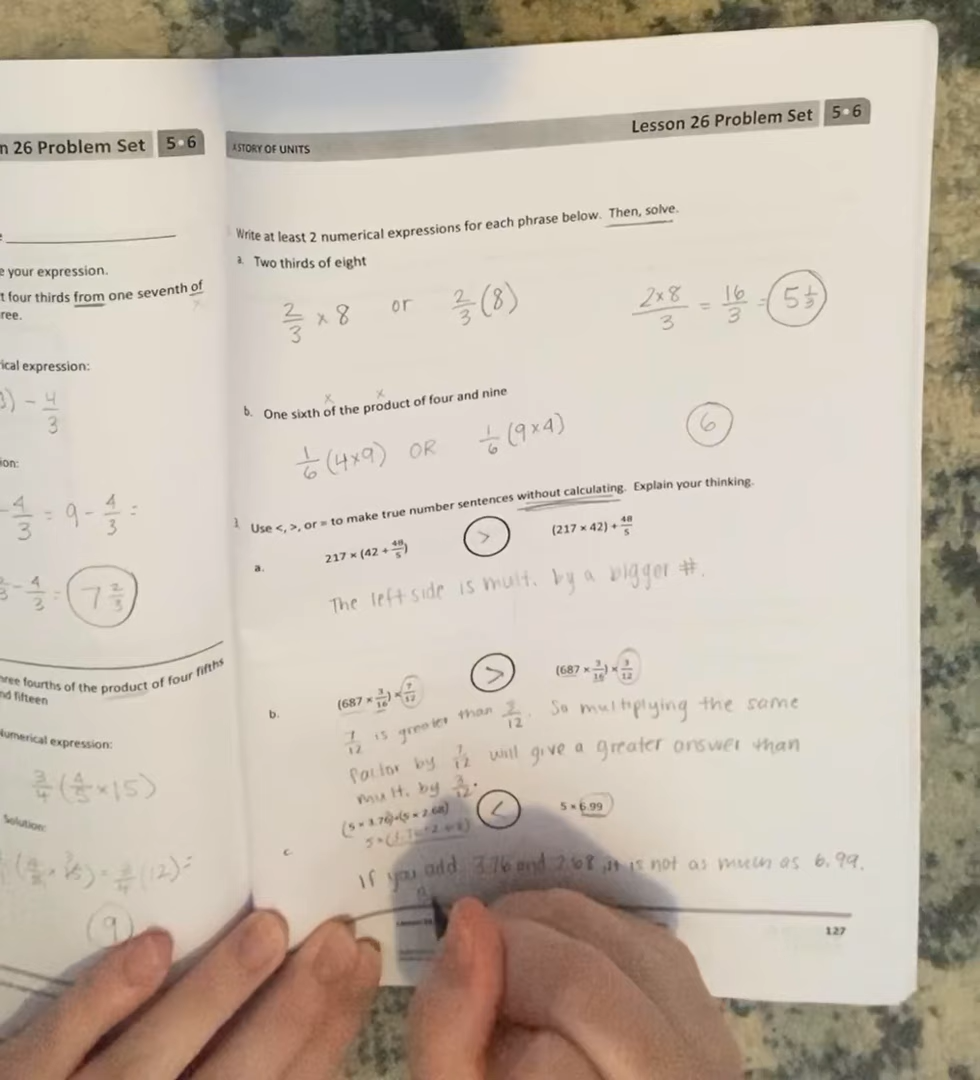 26 Problem Set 5•6
e your expression.
t four thirds from one seventh of
ree.
ical expression:
3) - 4/3
ion:
- 4/3 = 9 - 4/3 =
- 4/3 = 7 2/3
hree fourths of the product of four fifths
nd fifteen
Numerical expression:
3/4 (4/5 × 15)
Solution:
(12) =
9
A STORY OF UNITS
Lesson 26 Problem Set 5•6
Write at least 2 numerical expressions for each phrase below. Then, solve.
a. Two thirds of eight
2/3 × 8 or 2/3 (8) 2×8/3 = 16/3 = 5 1/3
x x
b. One sixth of the product of four and nine
1/6 (4×9) OR 1/6 (9×4) 6
3 Use <, >, or = to make true number sentences without calculating. Explain your thinking.
a. 217 × (42 + 48/5) > (217 × 42) + 48/5
The left side is mult. by a bigger #.
b. (687 × 3/16) × 7/12 > (687 × 3/16) × 3/12
7/12 is greater than 3/12. So multiplying the same
factor by 7/12 will give a greater answer than
mult. by 3/12.
c. (5 × 3.76) + (5 × 2.68) < 5 × 6.99
5×(3.76+2.68)
If you add 3.76 and 2.68, it is not as much as 6.99.
127